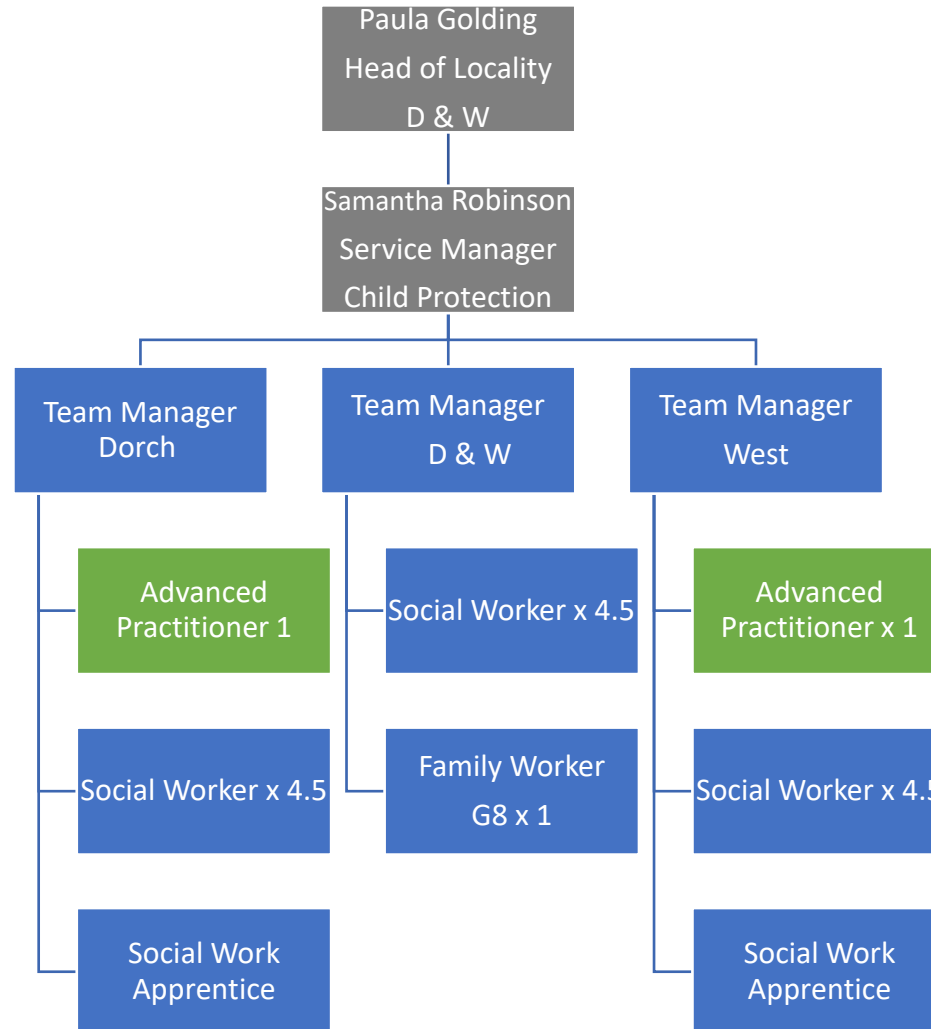 Paula Golding
Head of Locality
D & W
Samantha Robinson
Service Manager
Child Protection
Team Manager
Dorch
Team Manager
D & W
Team Manager
West
Advanced
Practitioner 1
Social Worker x 4.5
Advanced
Practitioner x 1
Social Worker x 4.5
Family Worker
G8 x 1
Social Worker x 4.5
Social Work
Apprentice
Social Work
Apprentice